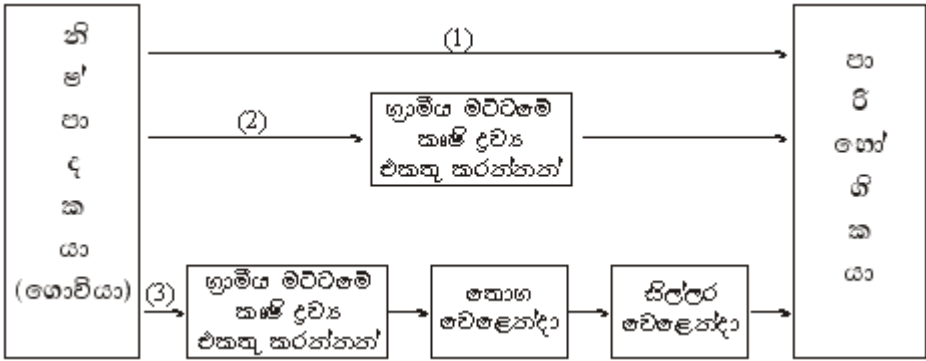 නි
ෂ්
පා
ද
ක
යා
(ගොවියා)
(1)
(2)
ග්‍රාමීය මට්ටමේ
කෘෂි ද්‍රව්‍ය
එකතු කරන්නන්
(3)
ග්‍රාමීය මට්ටමේ
කෘෂි ද්‍රව්‍ය
එකතු කරන්නන්
තොග
වෙළෙන්දා
සිල්ලර
වෙළෙන්දා
පා
රි
භෝ
ගි
ක
යා